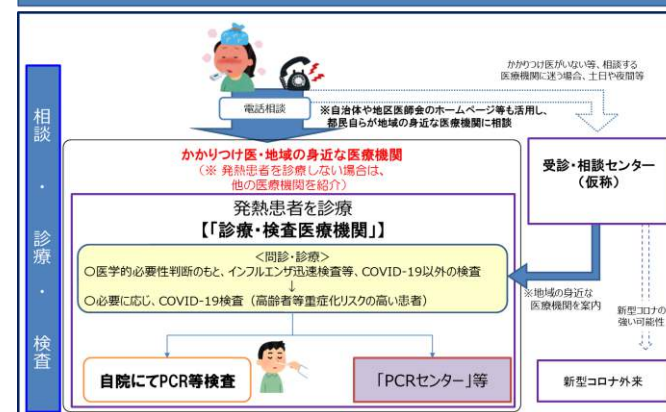 かかりつけ医がいない等、相談する
医療機関に迷う場合、土日や夜間等
電話相談
※自治体や地区医師会のホームページ等も活用し、
都民自らが地域の身近な医療機関に相談
相談・診療・検査
かかりつけ医・地域の身近な医療機関
(※ 発熱患者を診療しない場合は、
他の医療機関を紹介)
受診・相談センター
(仮称)
発熱患者を診療
【「診療・検査医療機関」】
<問診・診療>
○医学的必要性判断のもと、インフルエンザ迅速検査等、COVID-19以外の検査
↓
○必要に応じ、COVID-19検査(高齢者等重症化リスクの高い患者)
※地域の身近な
医療機関を案内
新型コロナの
強い可能性
自院にてPCR等検査
「PCRセンター」等
新型コロナ外来